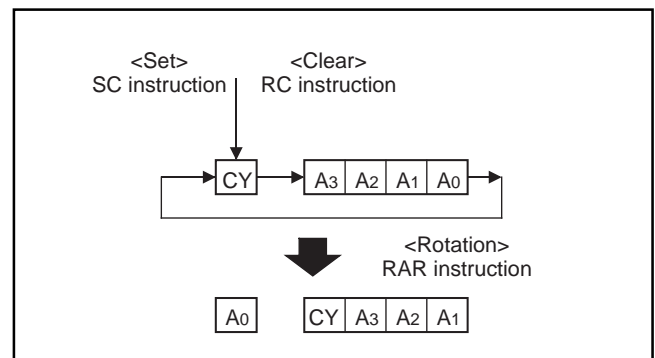 <Set> <Clear>
SC instruction RC instruction
CY A3 A2 A1 A0
<Rotation>
RAR instruction
A0 CY A3 A2 A1